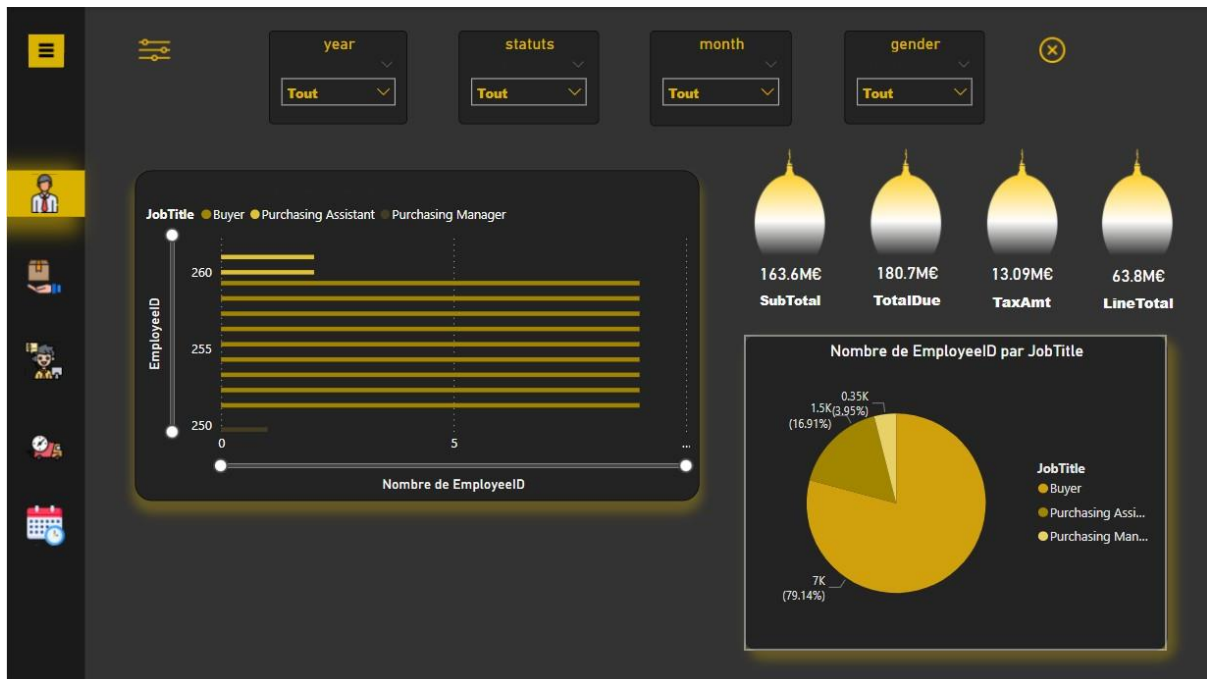 year
statuts
month
gender
Tout
Tout
Tout
Tout
JobTitle Buyer Purchasing Assistant Purchasing Manager
EmployeeID
260
255
250
0
5
...
Nombre de EmployeeID
163.6M€
SubTotal
180.7M€
TotalDue
13.09M€
TaxAmt
63.8M€
LineTotal
Nombre de EmployeeID par JobTitle
0.35K
(3.95%)
1.5K
(16.91%)
7K
(79.14%)
JobTitle
Buyer
Purchasing Assi...
Purchasing Man...